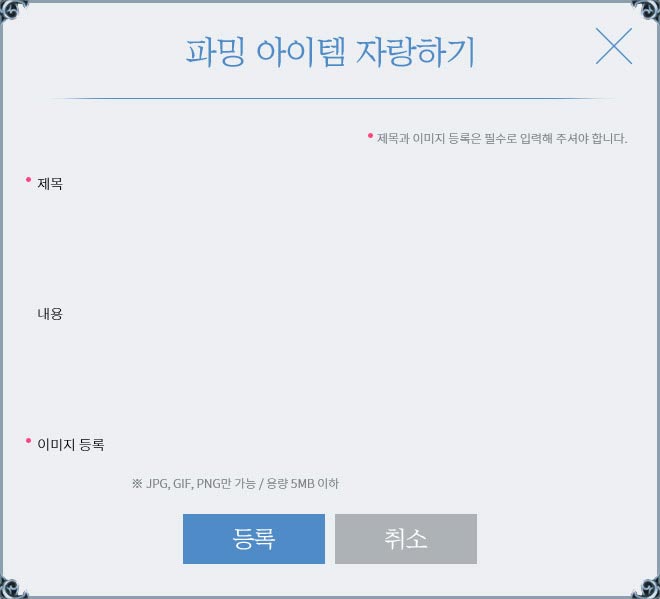 파밍 아이템 자랑하기
제목과 이미지 등록은 필수로 입력해 주셔야 합니다.
제목
내용
이미지 등록
※ JPG, GIF, PNG만 가능 / 용량 5MB 이하
등록
취소